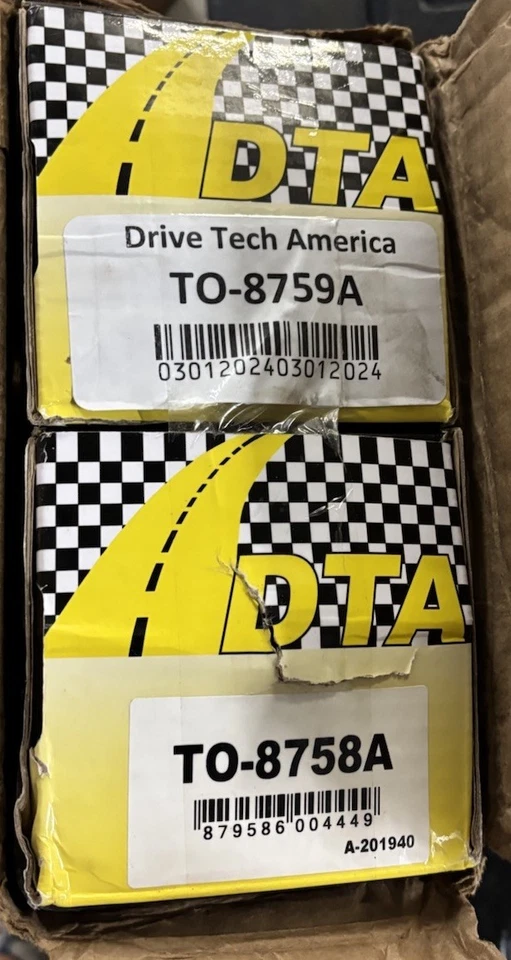 DTA
Drive Tech America
TO-8759A
0301202403012024
DTA
TO-8758A
879586 004449
A-201940